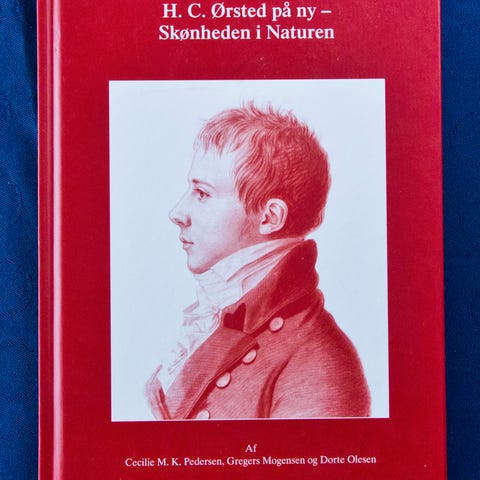 H. C. Ørsted på ny –
Skønheden i Naturen
Af
Cecilie M. K. Pedersen, Gregers Mogensen og Dorte Olesen